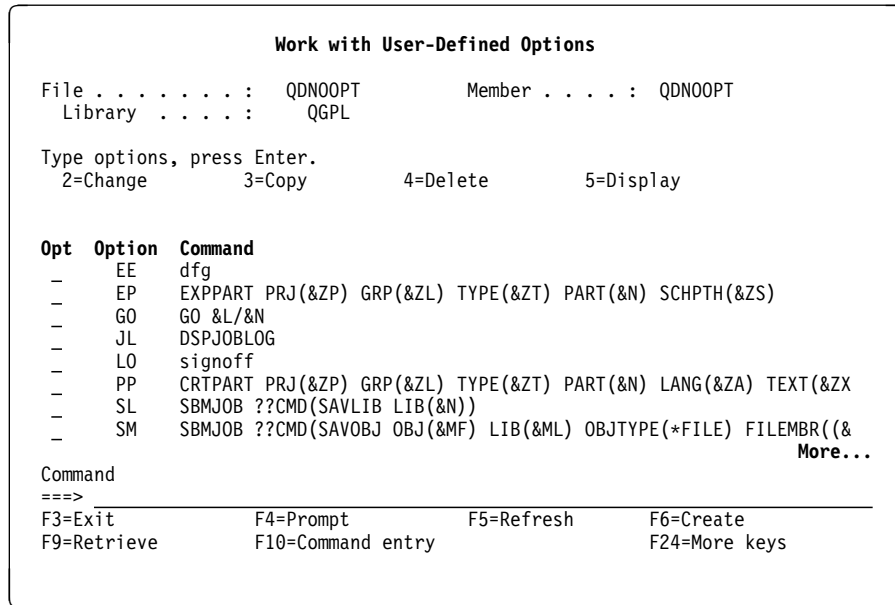 Work with User-Defined Options
File . . . . . . . :   QDNOOPT          Member . . . . :  QDNOOPT
Library  . . . . :     QGPL
Type options, press Enter.
2=Change         3=Copy         4=Delete         5=Display
Opt  Option  Command
_    EE    dfg
_    EP    EXPPART PRJ(&ZP) GRP(&ZL) TYPE(&ZT) PART(&N) SCHPTH(&ZS)
_    GO    GO &L/&N
_    JL    DSPJOBLOG
_    LO    signoff
_    PP    CRTPART PRJ(&ZP) GRP(&ZL) TYPE(&ZT) PART(&N) LANG(&ZA) TEXT(&ZX
_    SL    SBMJOB ??CMD(SAVLIB LIB(&N))
_    SM    SBMJOB ??CMD(SAVOBJ OBJ(&MF) LIB(&ML) OBJTYPE(*FILE) FILEMBR((&
More...
Command
===>
F3=Exit             F4=Prompt           F5=Refresh       F6=Create
F9=Retrieve         F10=Command entry                    F24=More keys